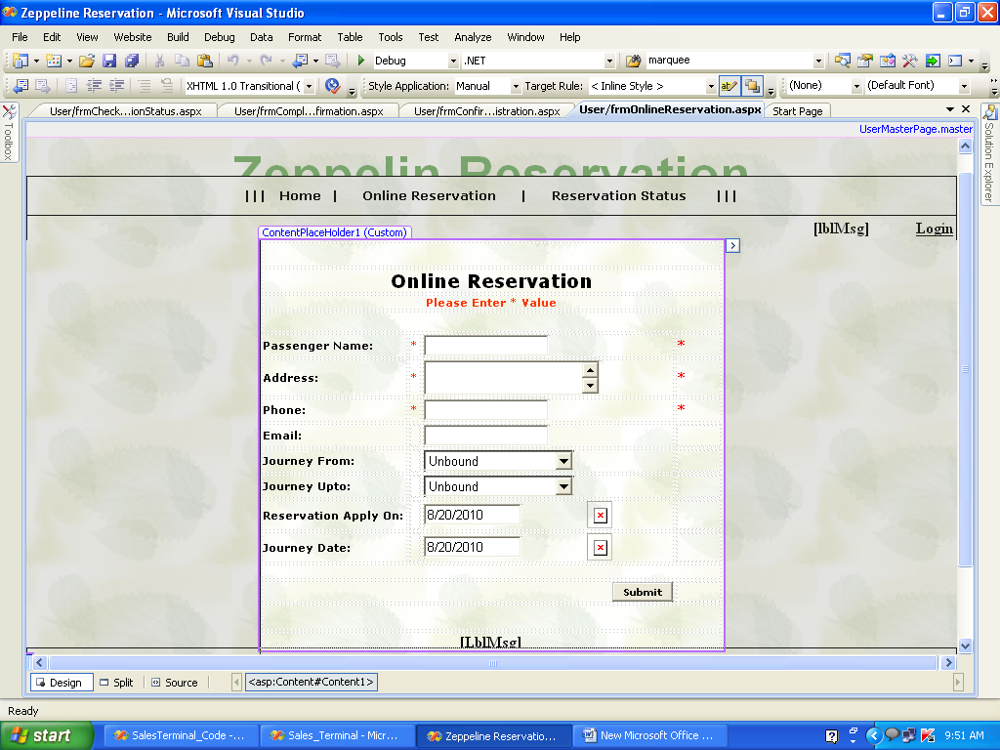 Zeppeline Reservation - Microsoft Visual Studio
File Edit View Website Build Debug Data Format Table Tools Test Analyze Window Help
Debug .NET marquee
XHTML 1.0 Transitional ( Style Application: Manual Target Rule: < Inline Style > (None) (Default Font)
User/frmCheck...ionStatus.aspx User/frmCompl...firmation.aspx User/frmConfir...istration.aspx User/frmOnlineReservation.aspx Start Page
Toolbox
Solution Explorer
UserMasterPage.master
Zeppelin Reservation
||| Home | Online Reservation | Reservation Status |||
[lblMsg] Login
ContentPlaceHolder1 (Custom)
Online Reservation
Please Enter * Value
Passenger Name: * *
Address: * *
Phone: * *
Email:
Journey From: Unbound
Journey Upto: Unbound
Reservation Apply On: 8/20/2010
Journey Date: 8/20/2010
Submit
[LblMsg]
Design Split Source <asp:Content#Content1>
Ready
start SalesTerminal_Code -... Sales_Terminal - Micr... Zeppeline Reservatio... New Microsoft Office ... 9:51 AM